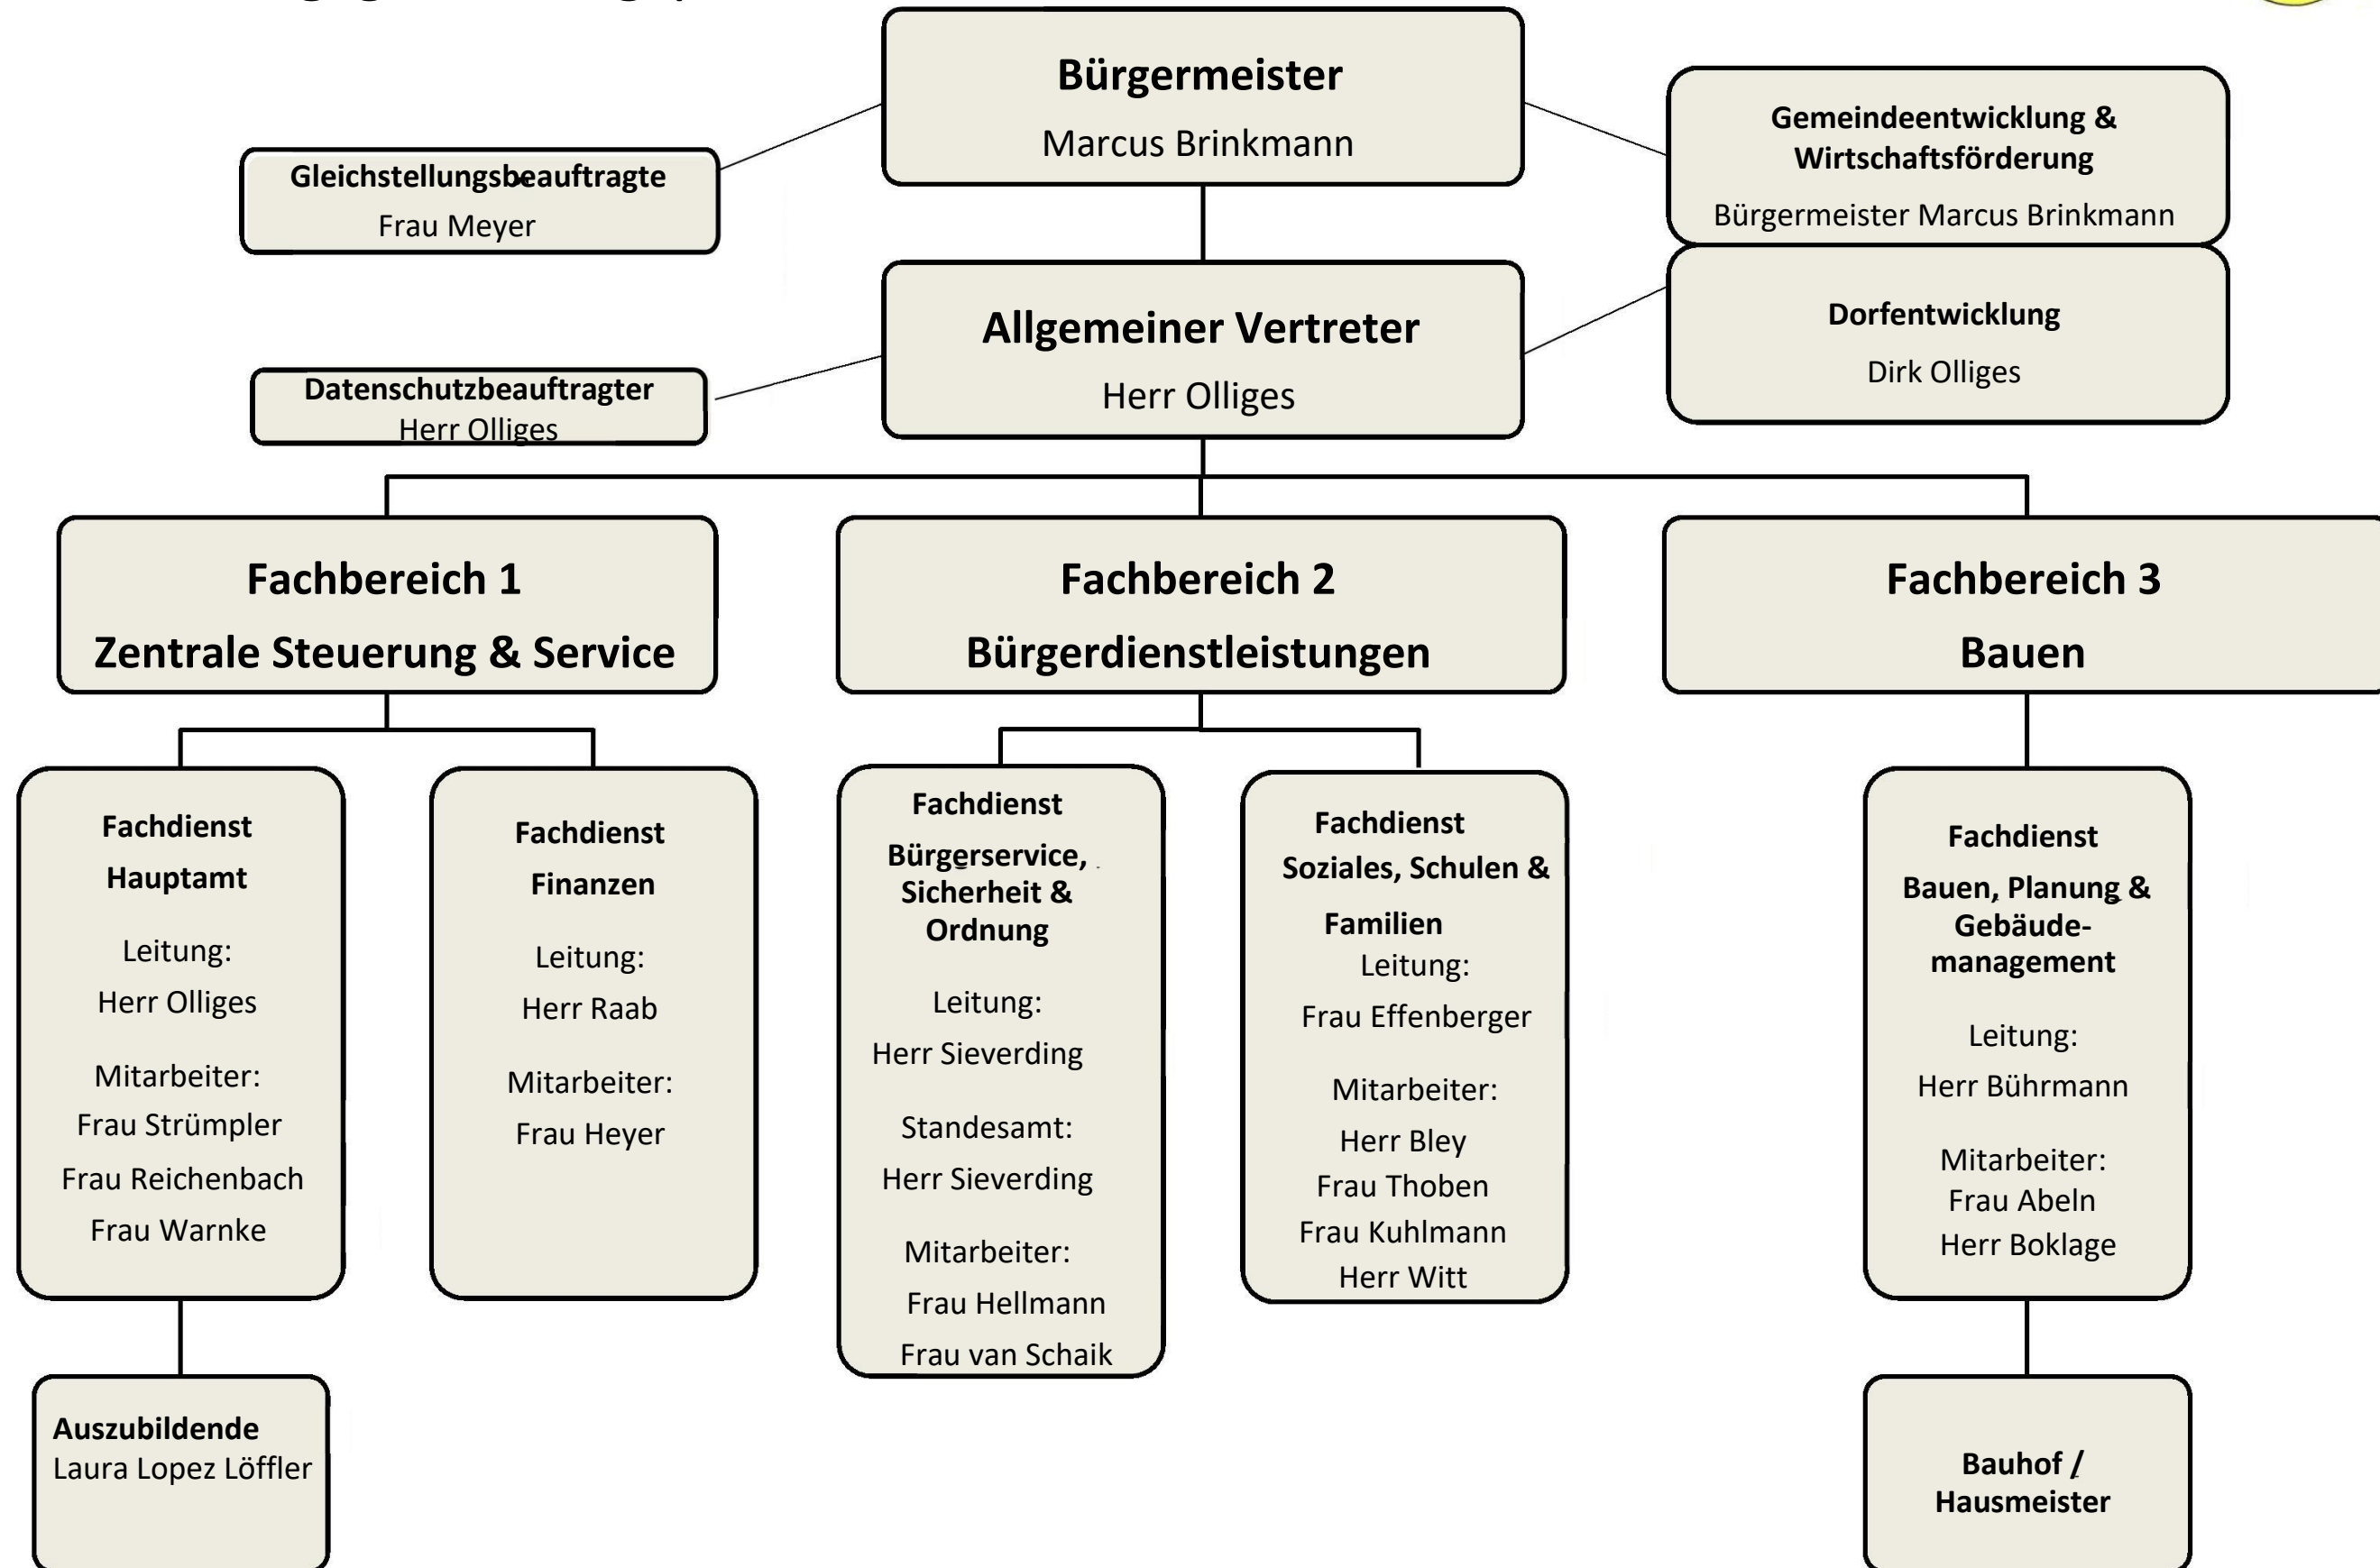 Bürgermeister
Marcus Brinkmann
Gleichstellungsbeauftragte
Frau Meyer
Gemeindeentwicklung &
Wirtschaftsförderung
Bürgermeister Marcus Brinkmann
Allgemeiner Vertreter
Herr Olliges
Dorfentwicklung
Dirk Olliges
Datenschutzbeauftragter
Herr Olliges
Fachbereich 1
Zentrale Steuerung & Service
Fachbereich 2
Bürgerdienstleistungen
Fachbereich 3
Bauen
Fachdienst
Hauptamt
Leitung:
Herr Olliges
Mitarbeiter:
Frau Strümpler
Frau Reichenbach
Frau Warnke
Fachdienst
Finanzen
Leitung:
Herr Raab
Mitarbeiter:
Frau Heyer
Fachdienst
Bürgerservice,
Sicherheit &
Ordnung
Leitung:
Herr Sieverding
Standesamt:
Herr Sieverding
Mitarbeiter:
Frau Hellmann
Frau van Schaik
Fachdienst
Soziales, Schulen &
Familien
Leitung:
Frau Effenberger
Mitarbeiter:
Herr Bley
Frau Thoben
Frau Kuhlmann
Herr Witt
Fachdienst
Bauen, Planung &
Gebäude-
management
Leitung:
Herr Bührmann
Mitarbeiter:
Frau Abeln
Herr Boklage
Auszubildende
Laura Lopez Löffler
Bauhof /
Hausmeister